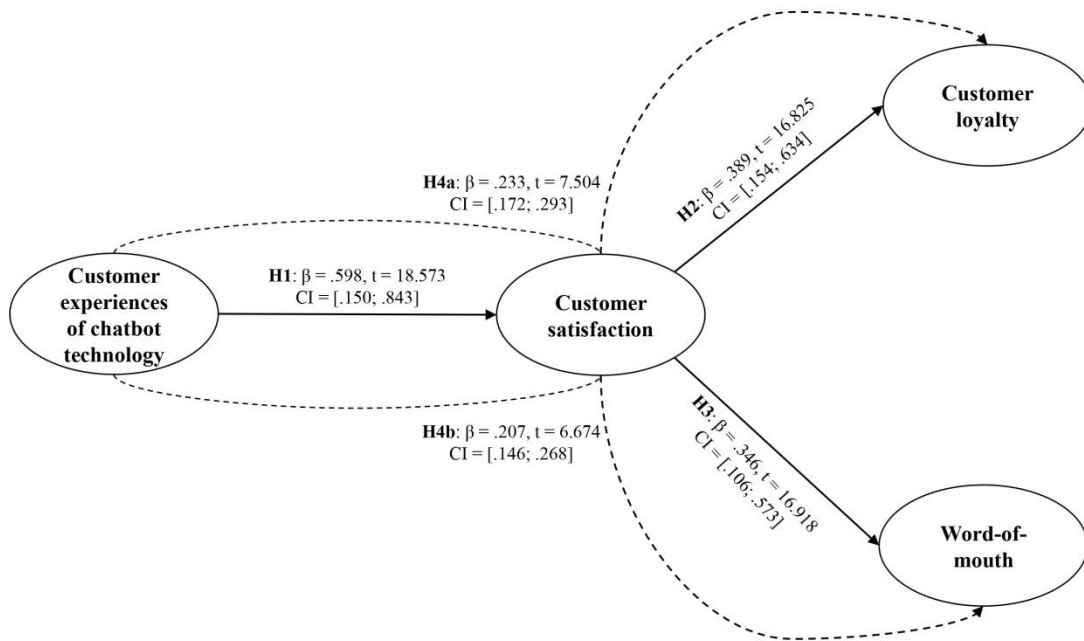 Customer
loyalty
H2: β = .389, t = 16.825
CI = [.154; .634]
H4a: β = .233, t = 7.504
CI = [.172; .293]
Customer
experiences
of chatbot
technology
H1: β = .598, t = 18.573
CI = [.150; .843]
Customer
satisfaction
H4b: β = .207, t = 6.674
CI = [.146; .268]
H3: β = .346, t = 16.918
CI = [.106; .573]
Word-of-
mouth